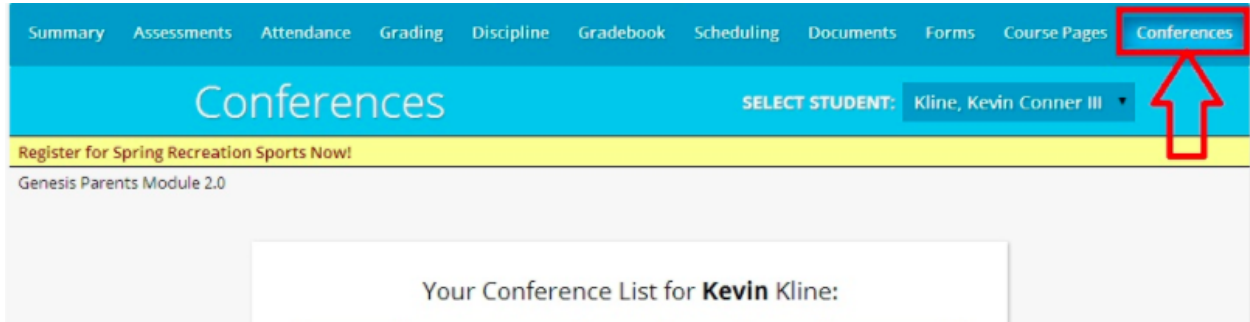 Summary Assessments Attendance Grading Discipline Gradebook Scheduling Documents Forms Course Pages Conferences
Conferences SELECT STUDENT: Kline, Kevin Conner III
Register for Spring Recreation Sports Now!
Genesis Parents Module 2.0
Your Conference List for Kevin Kline: